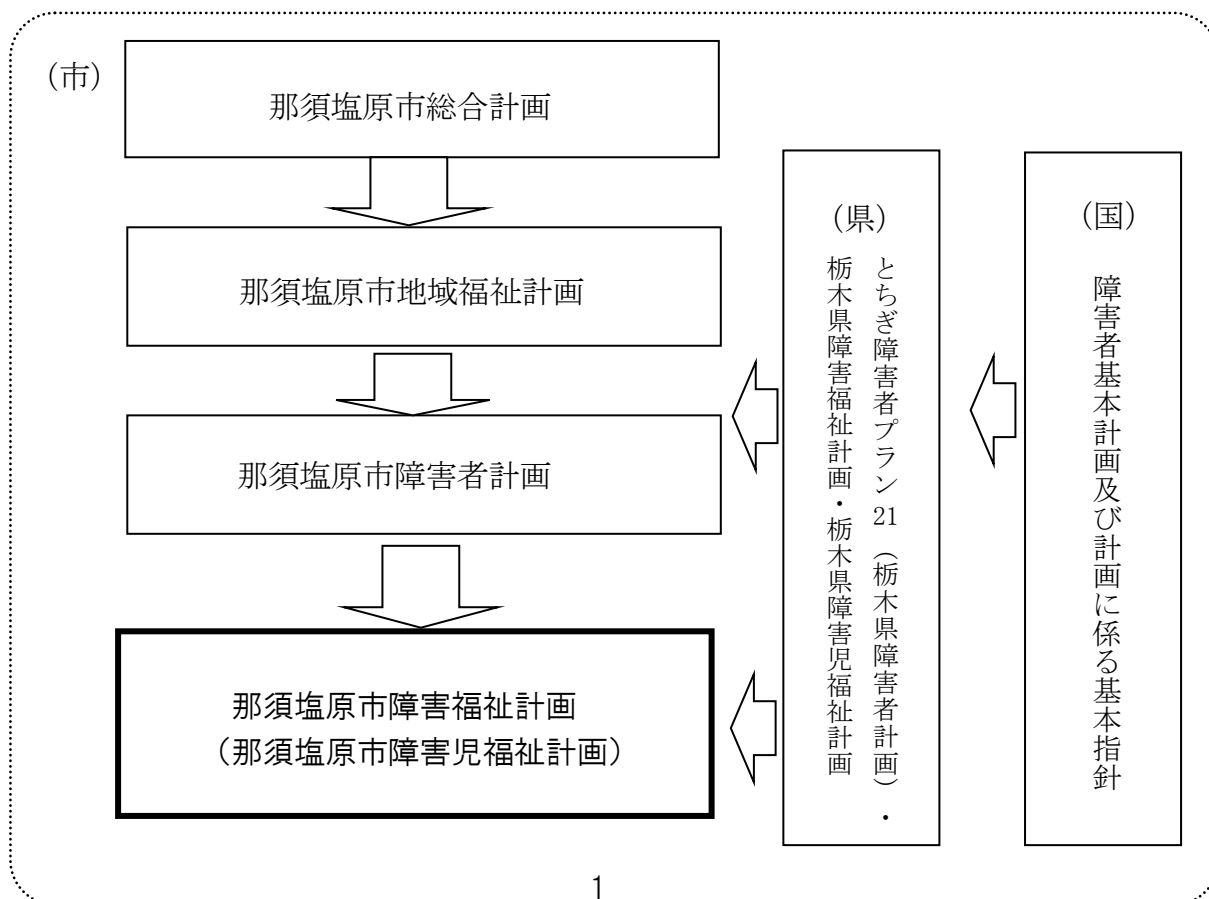 (市)
那須塩原市総合計画
那須塩原市地域福祉計画
那須塩原市障害者計画
那須塩原市障害福祉計画
(那須塩原市障害児福祉計画)
(県)
とちぎ障害者プラン21(栃木県障害者計画)・
栃木県障害福祉計画・栃木県障害児福祉計画
(国)
障害者基本計画及び計画に係る基本指針
1